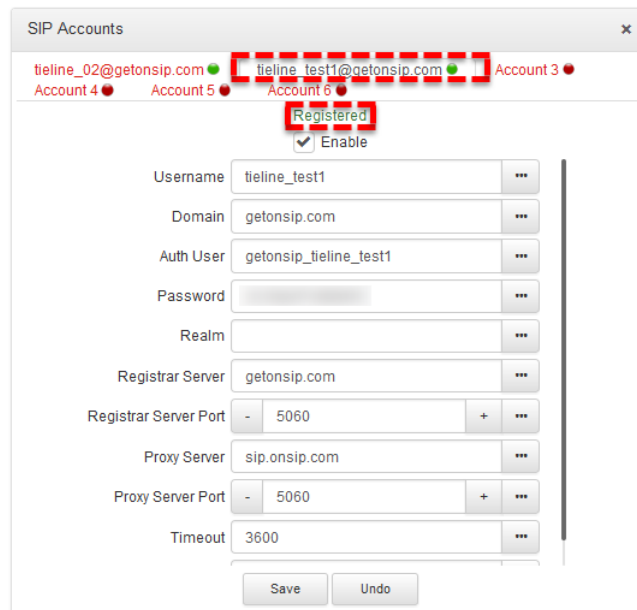 SIP Accounts ×
tieline_02@getonsip.com tieline_test1@getonsip.com Account 3
Account 4 Account 5 Account 6
Registered
Enable
Username tieline_test1 •••
Domain getonsip.com •••
Auth User getonsip_tieline_test1 •••
Password •••
Realm •••
Registrar Server getonsip.com •••
Registrar Server Port - 5060 + •••
Proxy Server sip.onsip.com •••
Proxy Server Port - 5060 + •••
Timeout 3600 •••
Save Undo